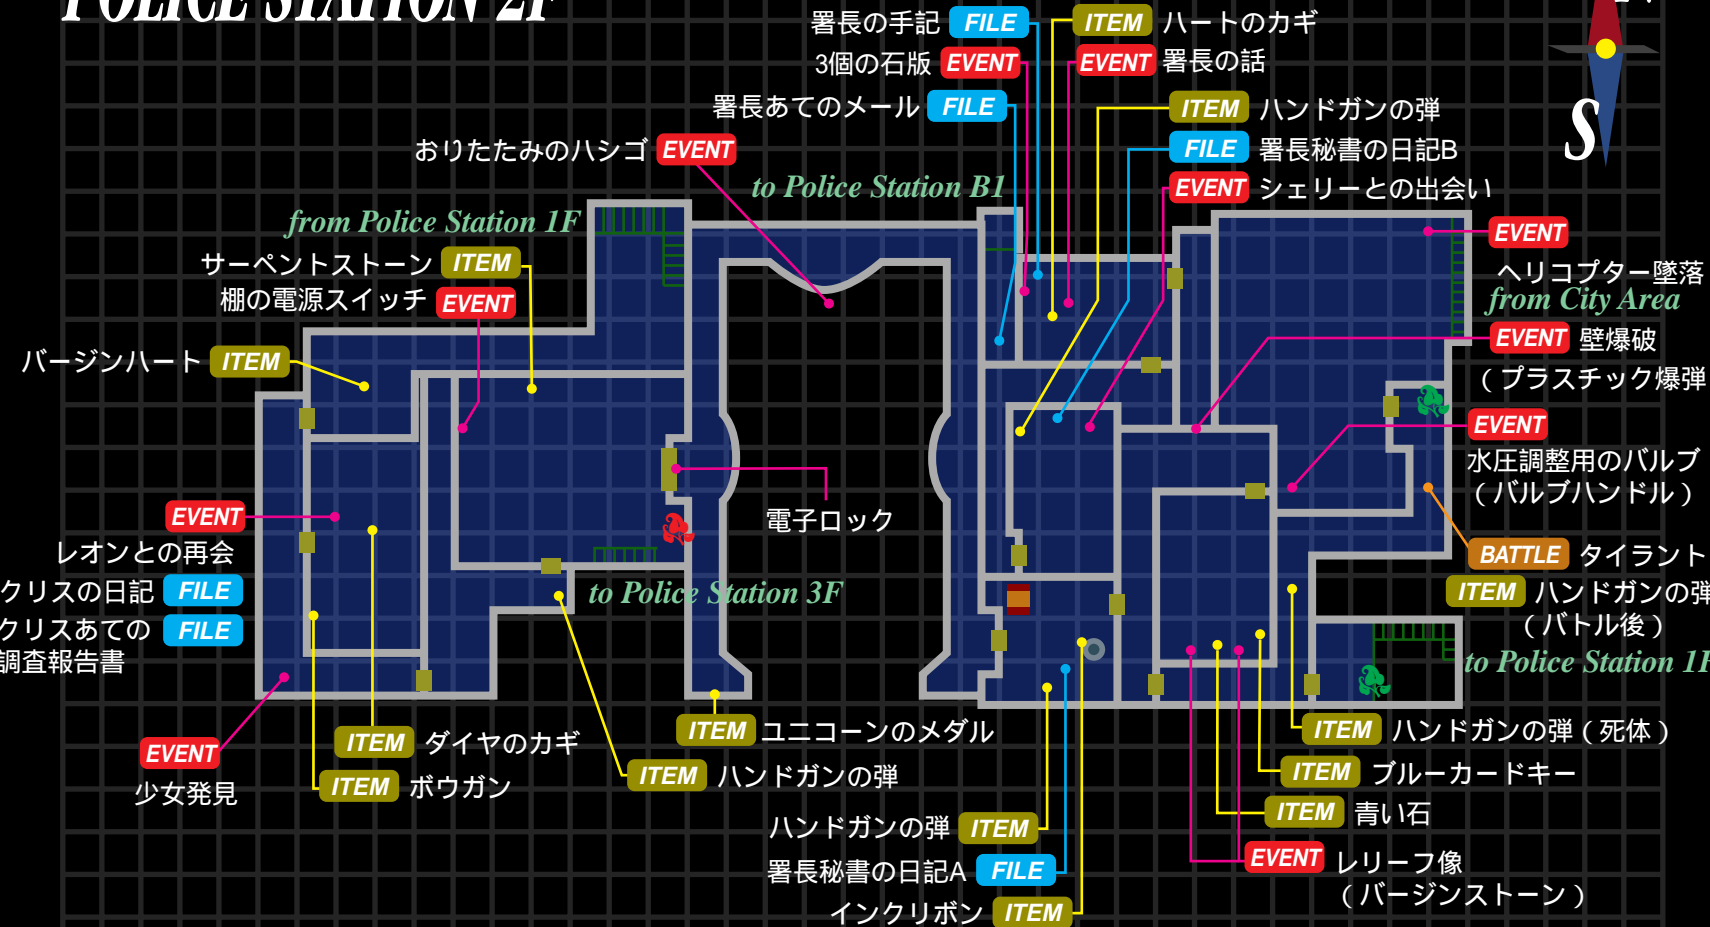 POLICE STATION 2F
署長の手記 FILE
ITEM ハートのカギ
3個の石版 EVENT
EVENT 署長の話
署長あてのメール FILE
ITEM ハンドガンの弾
おりたたみのハシゴ EVENT
FILE 署長秘書の日記B
to Police Station B1
EVENT シェリーとの出会い
S
from Police Station 1F
EVENT
サーペントストーン ITEM
ヘリコプター墜落
棚の電源スイッチ EVENT
from City Area
EVENT 壁爆破
バージンハート ITEM
（プラスチック爆弾
EVENT
水圧調整用のバルブ
（バルブハンドル）
EVENT
電子ロック
レオンとの再会
BATTLE タイラント
クリスの日記 FILE
to Police Station 3F
ITEM ハンドガンの弾
（バトル後）
クリスあての FILE
調査報告書
to Police Station 1F
ITEM ユニコーンのメダル
ITEM ハンドガンの弾（死体）
ITEM ダイヤのカギ
EVENT
少女発見
ITEM ハンドガンの弾
ITEM ブルーカードキー
ITEM ボウガン
ITEM 青い石
ハンドガンの弾 ITEM
EVENT レリーフ像
（バージンストーン）
署長秘書の日記A FILE
インクリボン ITEM